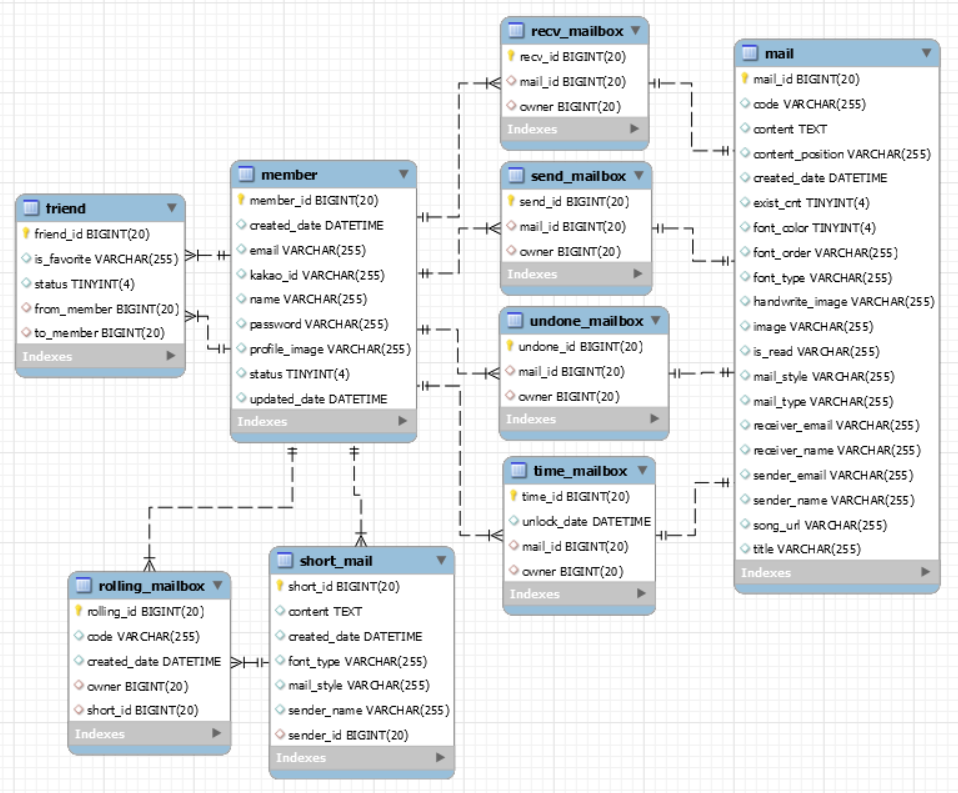 recv_mailbox
recv_id BIGINT(20)
mail_id BIGINT(20)
owner BIGINT(20)
Indexes
mail
mail_id BIGINT(20)
code VARCHAR(255)
content TEXT
content_position VARCHAR(255)
created_date DATETIME
exist_cnt TINYINT(4)
font_color TINYINT(4)
font_order VARCHAR(255)
font_type VARCHAR(255)
handwrite_image VARCHAR(255)
image VARCHAR(255)
is_read VARCHAR(255)
mail_style VARCHAR(255)
mail_type VARCHAR(255)
receiver_email VARCHAR(255)
receiver_name VARCHAR(255)
sender_email VARCHAR(255)
sender_name VARCHAR(255)
song_url VARCHAR(255)
title VARCHAR(255)
Indexes
member
member_id BIGINT(20)
created_date DATETIME
email VARCHAR(255)
kakao_id VARCHAR(255)
name VARCHAR(255)
password VARCHAR(255)
profile_image VARCHAR(255)
status TINYINT(4)
updated_date DATETIME
Indexes
send_mailbox
send_id BIGINT(20)
mail_id BIGINT(20)
owner BIGINT(20)
Indexes
friend
friend_id BIGINT(20)
is_favorite VARCHAR(255)
status TINYINT(4)
from_member BIGINT(20)
to_member BIGINT(20)
Indexes
undone_mailbox
undone_id BIGINT(20)
mail_id BIGINT(20)
owner BIGINT(20)
Indexes
time_mailbox
time_id BIGINT(20)
unlock_date DATETIME
mail_id BIGINT(20)
owner BIGINT(20)
Indexes
rolling_mailbox
rolling_id BIGINT(20)
code VARCHAR(255)
created_date DATETIME
owner BIGINT(20)
short_id BIGINT(20)
Indexes
short_mail
short_id BIGINT(20)
content TEXT
created_date DATETIME
font_type VARCHAR(255)
mail_style VARCHAR(255)
sender_name VARCHAR(255)
sender_id BIGINT(20)
Indexes